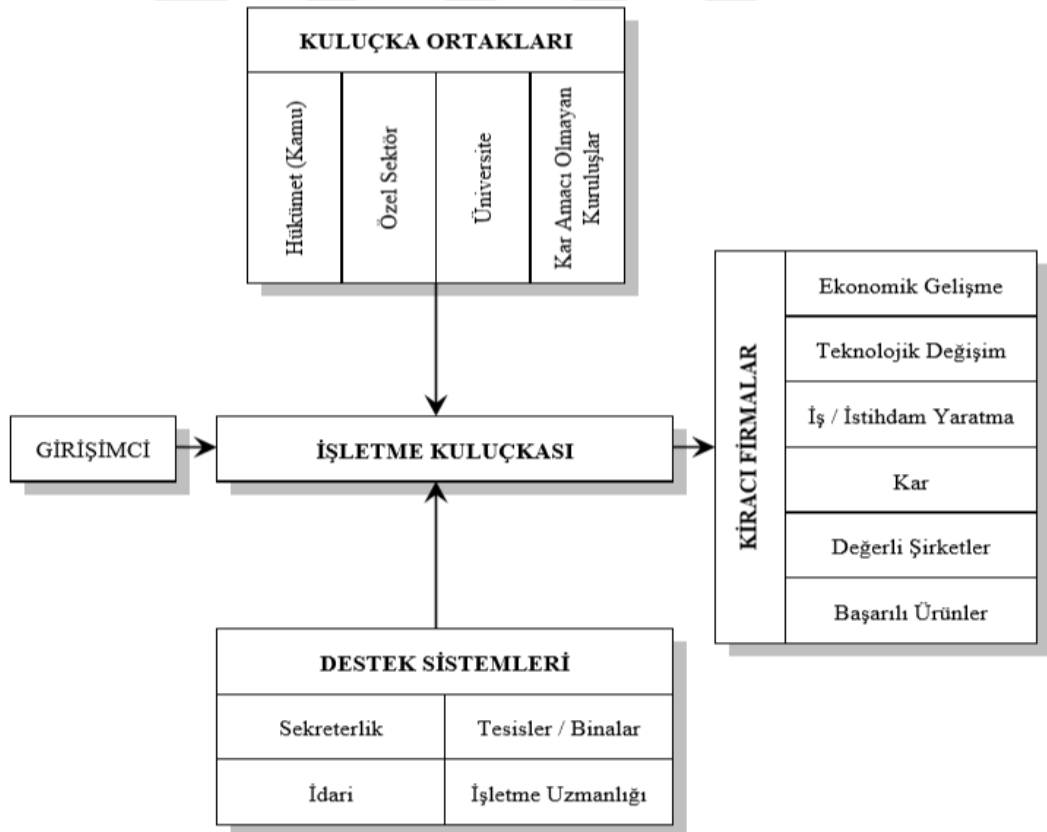 KULUÇKA ORTAKLARI
Hükümet (Kamu)
Özel Sektör
Üniversite
Kar Amacı Olmayan
Kuruluşlar
GİRİŞİMCİ
İŞLETME KULUÇKASI
KİRACI FİRMALAR
Ekonomik Gelişme
Teknolojik Değişim
İş / İstihdam Yaratma
Kar
Değerli Şirketler
Başarılı Ürünler
DESTEK SİSTEMLERİ
Sekreterlik
Tesisler / Binalar
İdari
İşletme Uzmanlığı